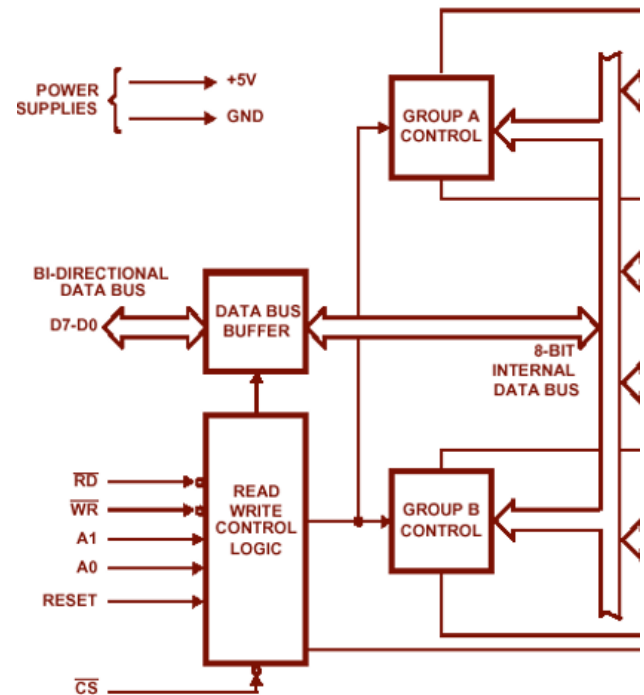 POWER
SUPPLIES
+5V
GND
GROUP A
CONTROL
BI-DIRECTIONAL
DATA BUS
D7-D0
DATA BUS
BUFFER
8-BIT
INTERNAL
DATA BUS
RD
WR
A1
A0
RESET
CS
READ
WRITE
CONTROL
LOGIC
GROUP B
CONTROL